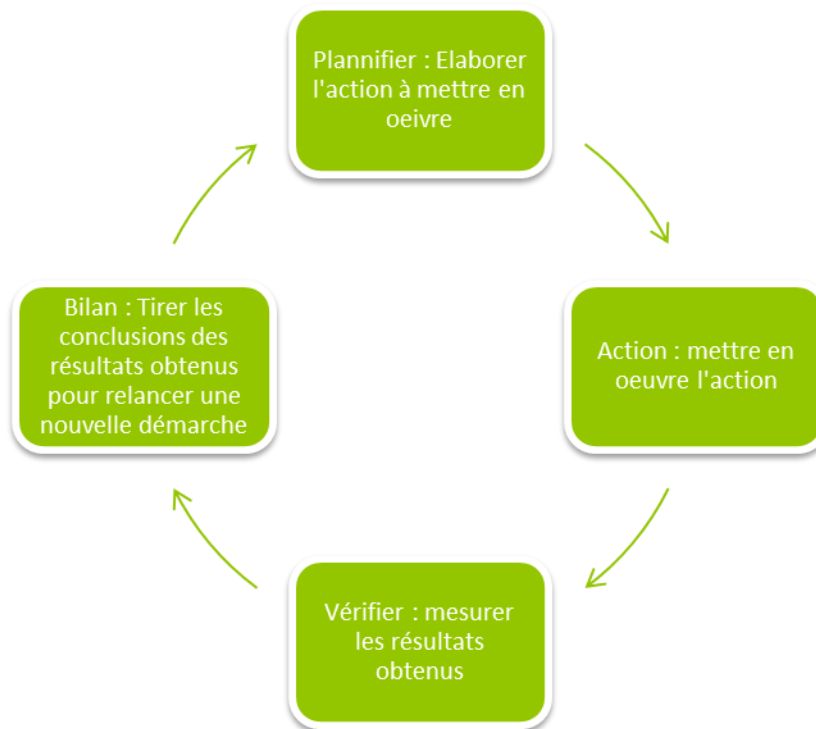 Plannifier : Elaborer
l'action à mettre en
oeivre
Action : mettre en
oeuvre l'action
Vérifier : mesurer
les résultats
obtenus
Bilan : Tirer les
conclusions des
résultats obtenus
pour relancer une
nouvelle démarche